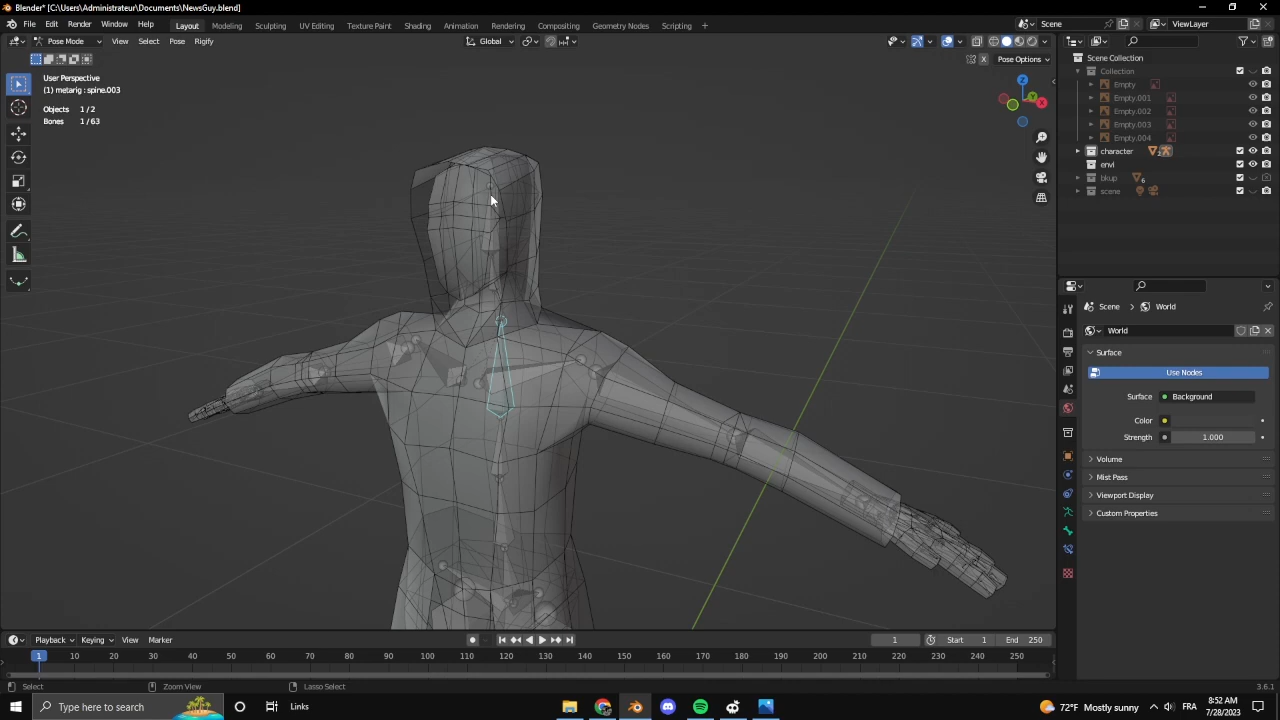 Blender* [C:\Users\Administrateur\Documents\NewsGuy.blend]
File Edit Render Window Help Layout Modeling Sculpting UV Editing Texture Paint Shading Animation Rendering Compositing Geometry Nodes Scripting + Scene ViewLayer
Pose Mode View Select Pose Rigify Global
X Pose Options
User Perspective
(1) metarig : spine.003
Objects 1 / 2
Bones 1 / 63
Z
Y
X
Scene Collection
Collection
Empty
Empty.001
Empty.002
Empty.003
Empty.004
character 2
envi
bkup 6
scene
Scene World
World
Surface
Use Nodes
Surface: Background
Color
Strength 1.000
Volume
Mist Pass
Viewport Display
Custom Properties
Playback Keying View Marker 1 Start 1 End 250
1 10 20 30 40 50 60 70 80 90 100 110 120 130 140 150 160 170 180 190 200 210 220 230 240 250
Select Zoom View Lasso Select 3.6.1
Type here to search Links 72°F Mostly sunny FRA 8:52 AM
7/28/2023